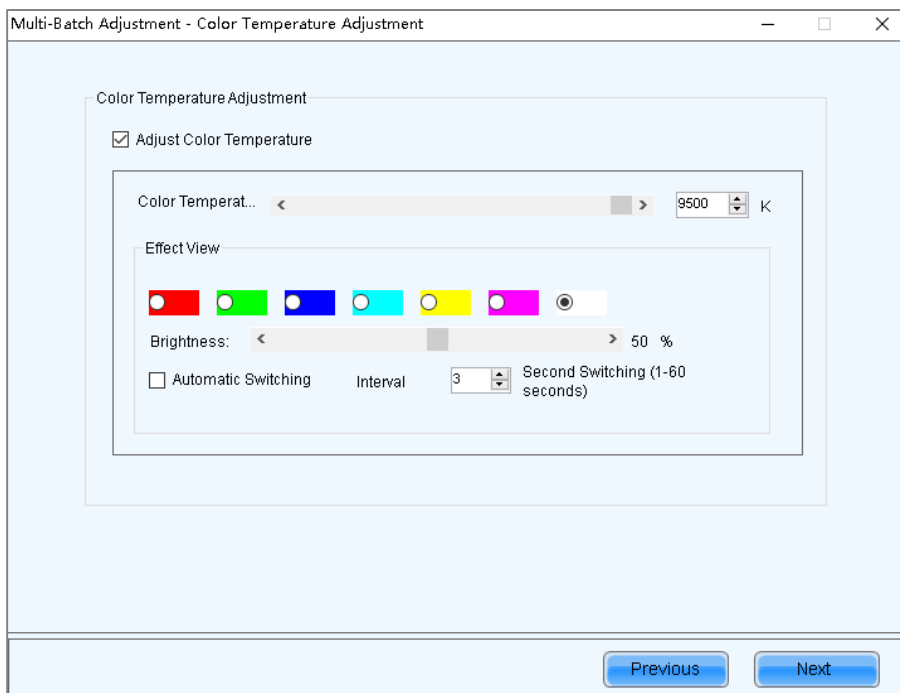 Multi-Batch Adjustment - Color Temperature Adjustment
Color Temperature Adjustment
Adjust Color Temperature
Color Temperat... 9500 K
Effect View
Brightness: 50 %
Automatic Switching Interval 3 Second Switching (1-60
seconds)
Previous Next